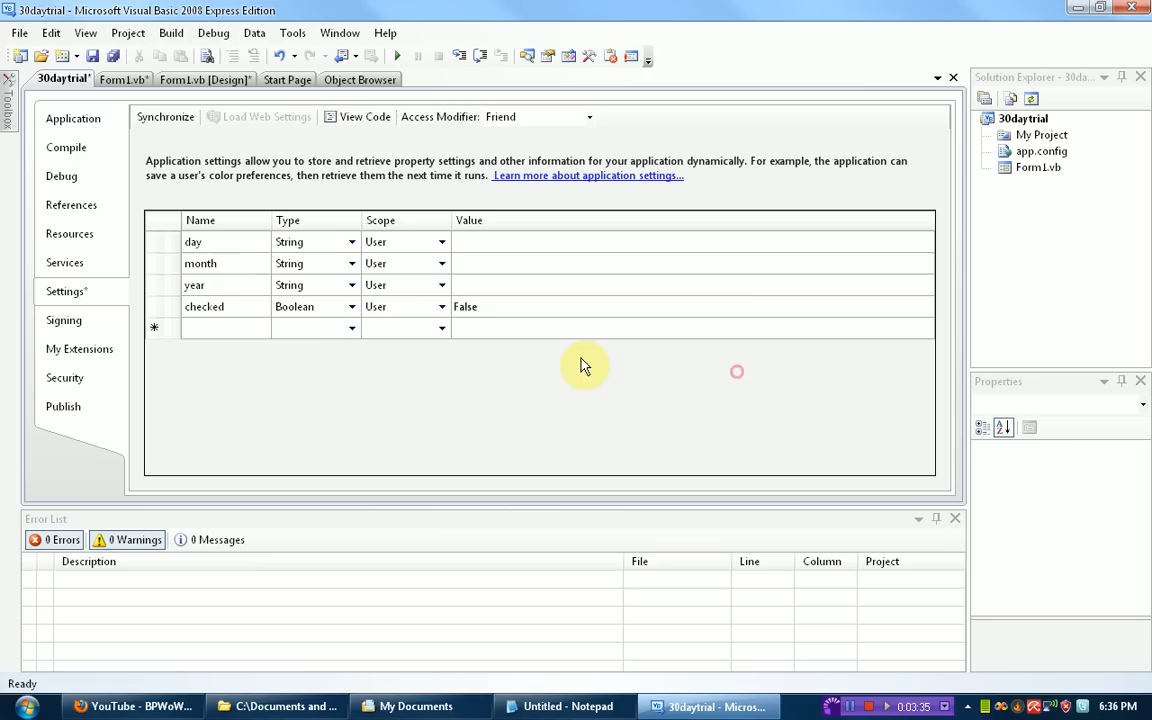 30daytrial - Microsoft Visual Basic 2008 Express Edition
File Edit View Project Build Debug Data Tools Window Help
30daytrial* Form1.vb* Form1.vb [Design]* Start Page Object Browser
Toolbox
Application
Compile
Debug
References
Resources
Services
Settings*
Signing
My Extensions
Security
Publish
Synchronize Load Web Settings View Code Access Modifier: Friend
Application settings allow you to store and retrieve property settings and other information for your application dynamically. For example, the application can
save a user's color preferences, then retrieve them the next time it runs. Learn more about application settings...
Name Type Scope Value
day String User
month String User
year String User
checked Boolean User False
*
Solution Explorer - 30da...
30daytrial
My Project
app.config
Form1.vb
Properties
Error List
0 Errors 0 Warnings 0 Messages
Description File Line Column Project
Ready
YouTube - BPWoW... C:\Documents and ... My Documents Untitled - Notepad 30daytrial - Micros... 0:03:35 6:36 PM